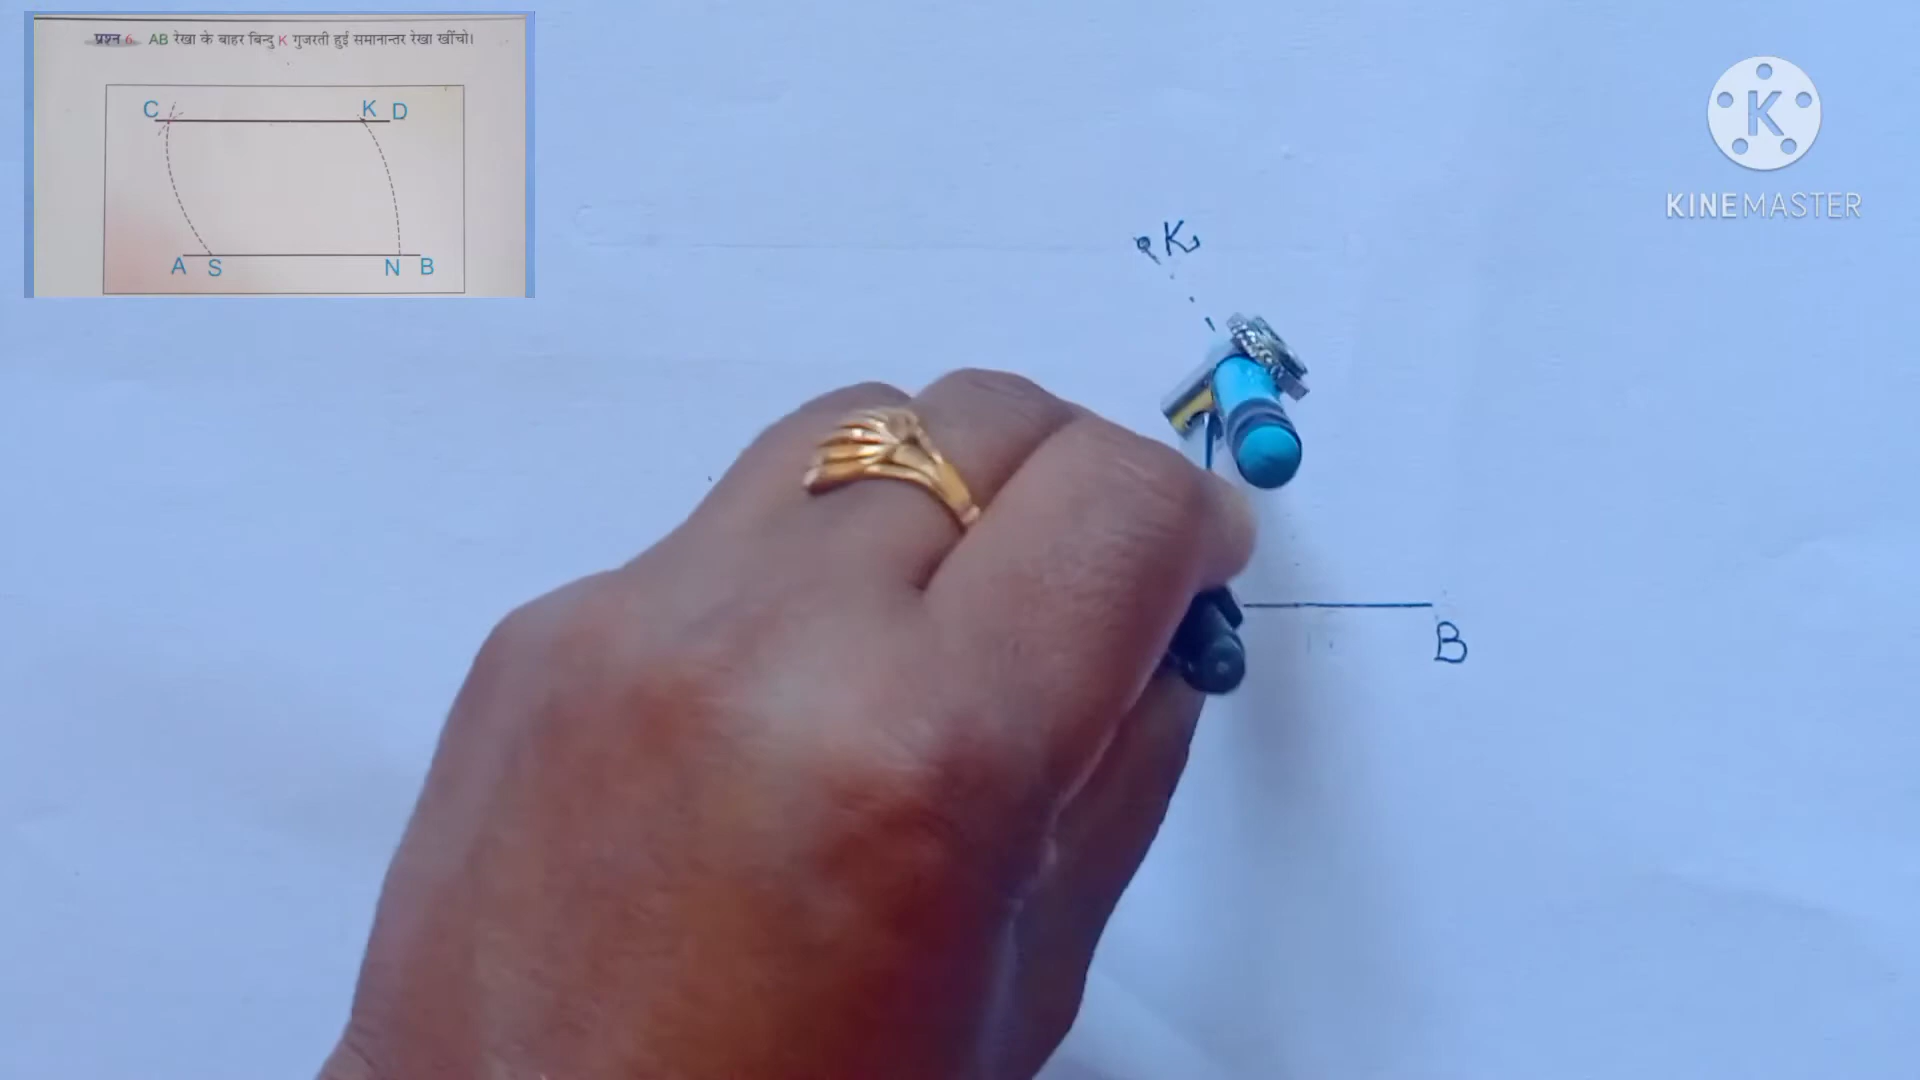 प्रश्न 6. AB रेखा के बाहर बिन्दु K गुजरती हुई समानान्तर रेखा खींचो।
C K D
A S N B
K
KINEMASTER
K
B